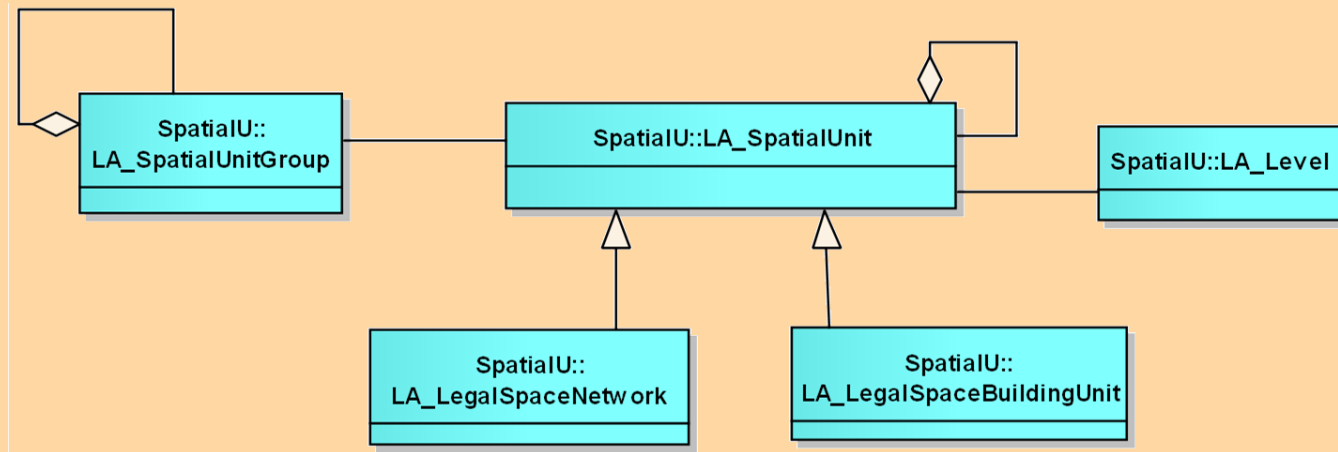 SpatialU::
LA_SpatialUnitGroup
SpatialU::LA_SpatialUnit
SpatialU::LA_Level
SpatialU::
LA_LegalSpaceNetwork
SpatialU::
LA_LegalSpaceBuildingUnit